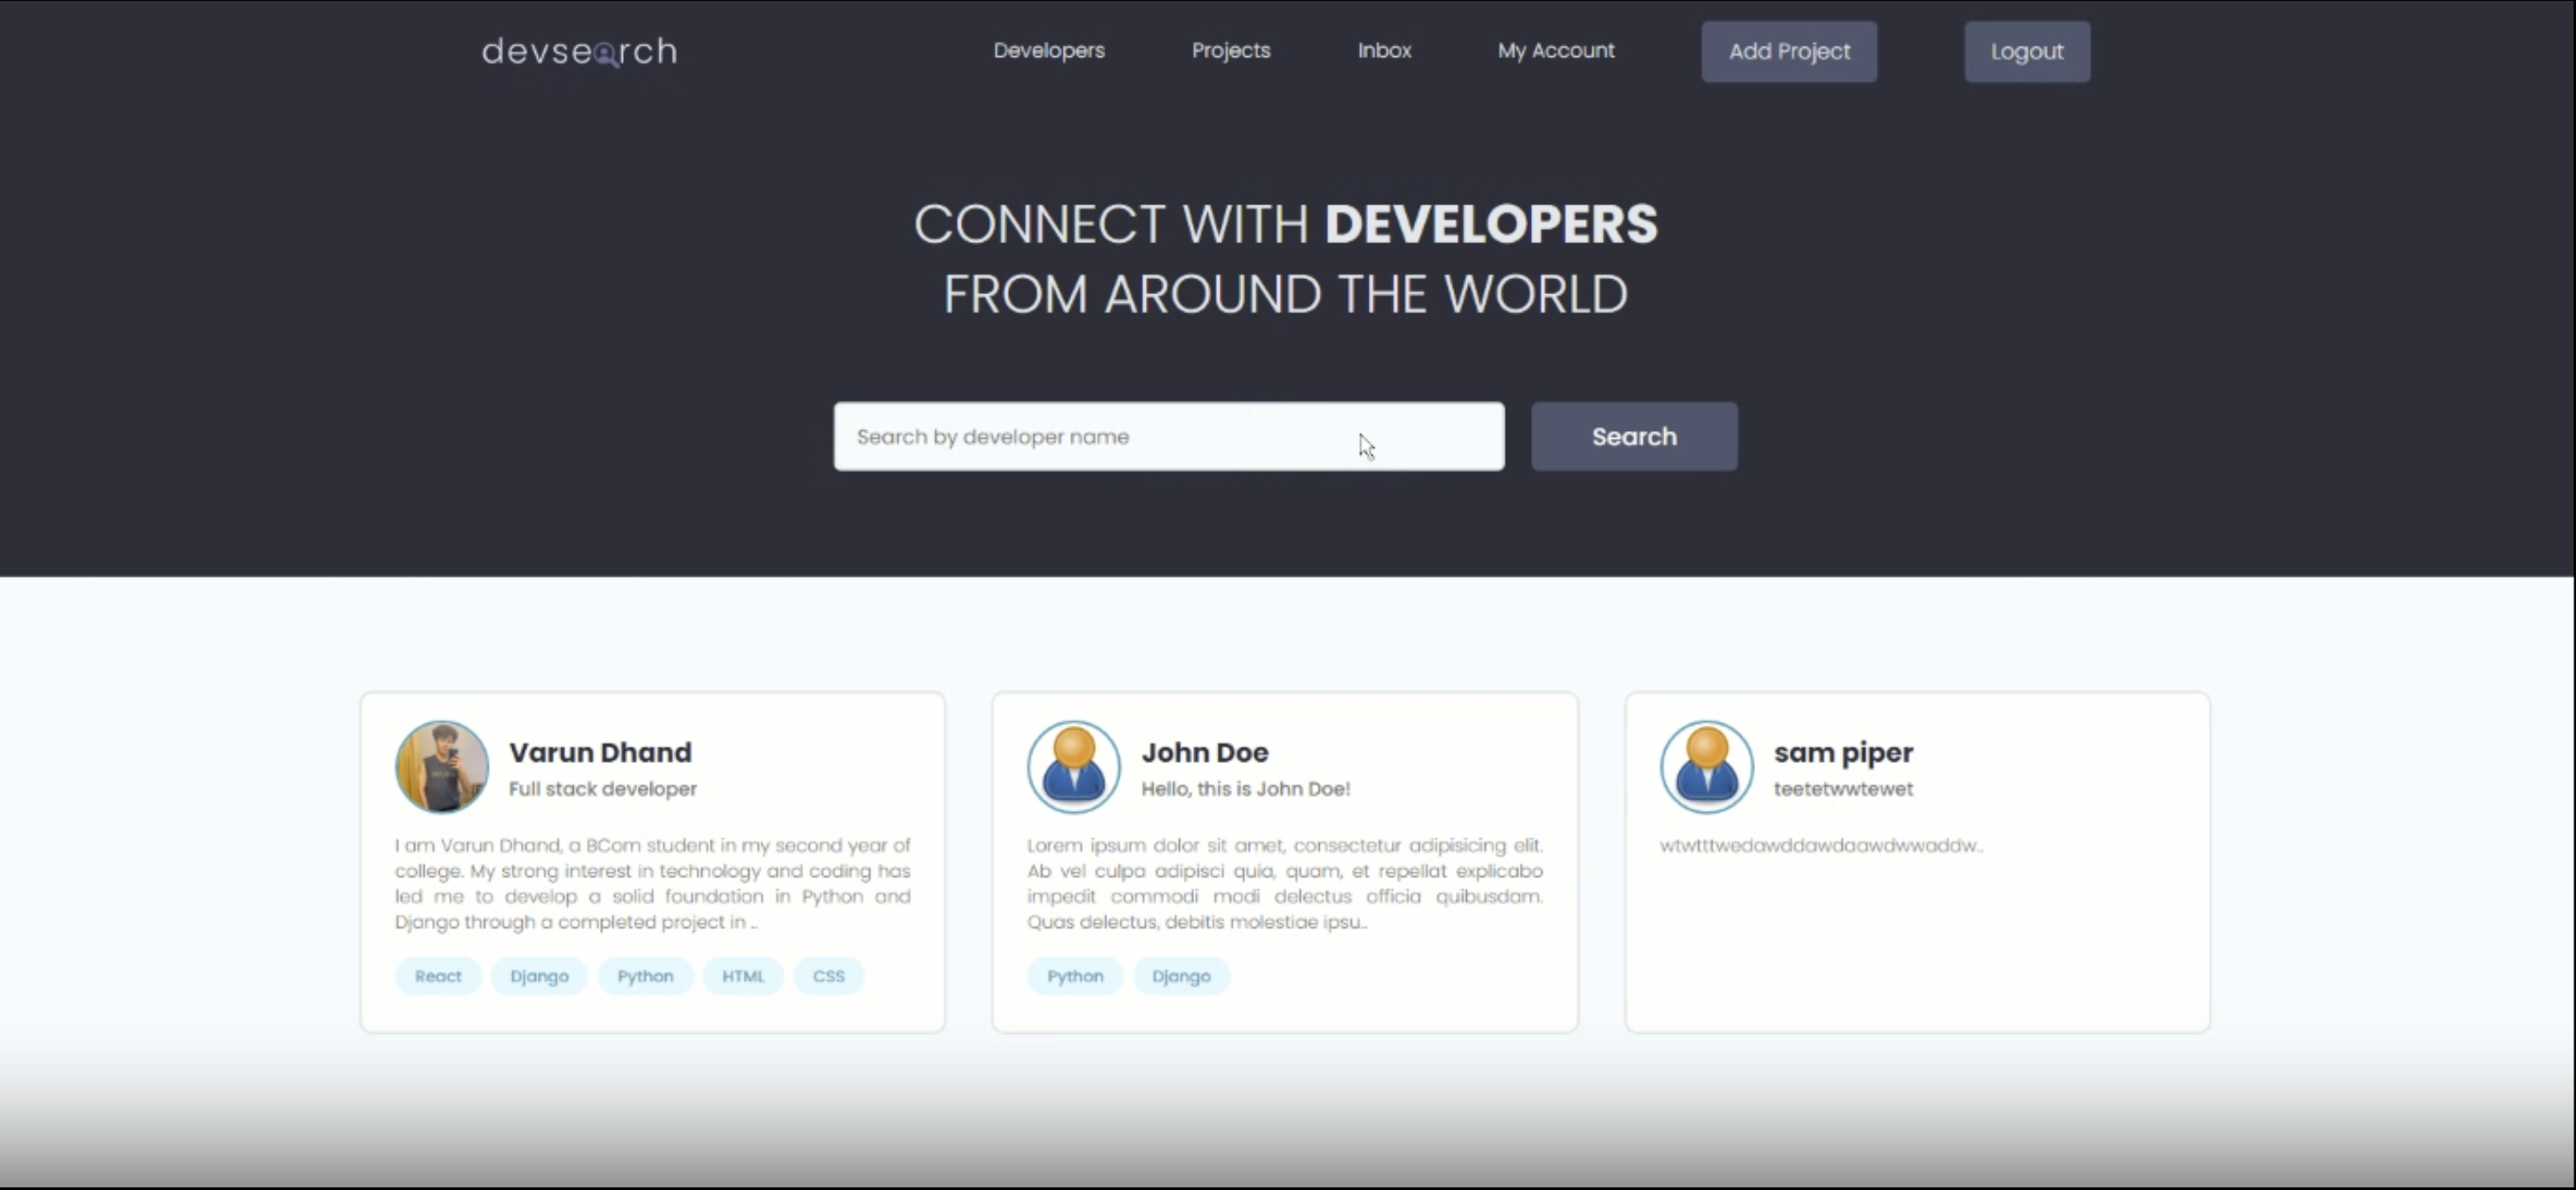 devsearch
Developers
Projects
Inbox
My Account
Add Project
Logout
CONNECT WITH DEVELOPERS
FROM AROUND THE WORLD
Search by developer name
Search
Varun Dhand
Full stack developer
I am Varun Dhand, a BCom student in my second year of
college. My strong interest in technology and coding has
led me to develop a solid foundation in Python and
Django through a completed project in ..
React
Django
Python
HTML
CSS
John Doe
Hello, this is John Doe!
Lorem ipsum dolor sit amet, consectetur adipisicing elit.
Ab vel culpa adipisci quia, quam, et repellat explicabo
impedit commodi modi delectus officia quibusdam.
Quas delectus, debitis molestiae ipsu..
Python
Django
sam piper
teetetwwtewet
wtwtttwedawddawdaawdwwaddw..